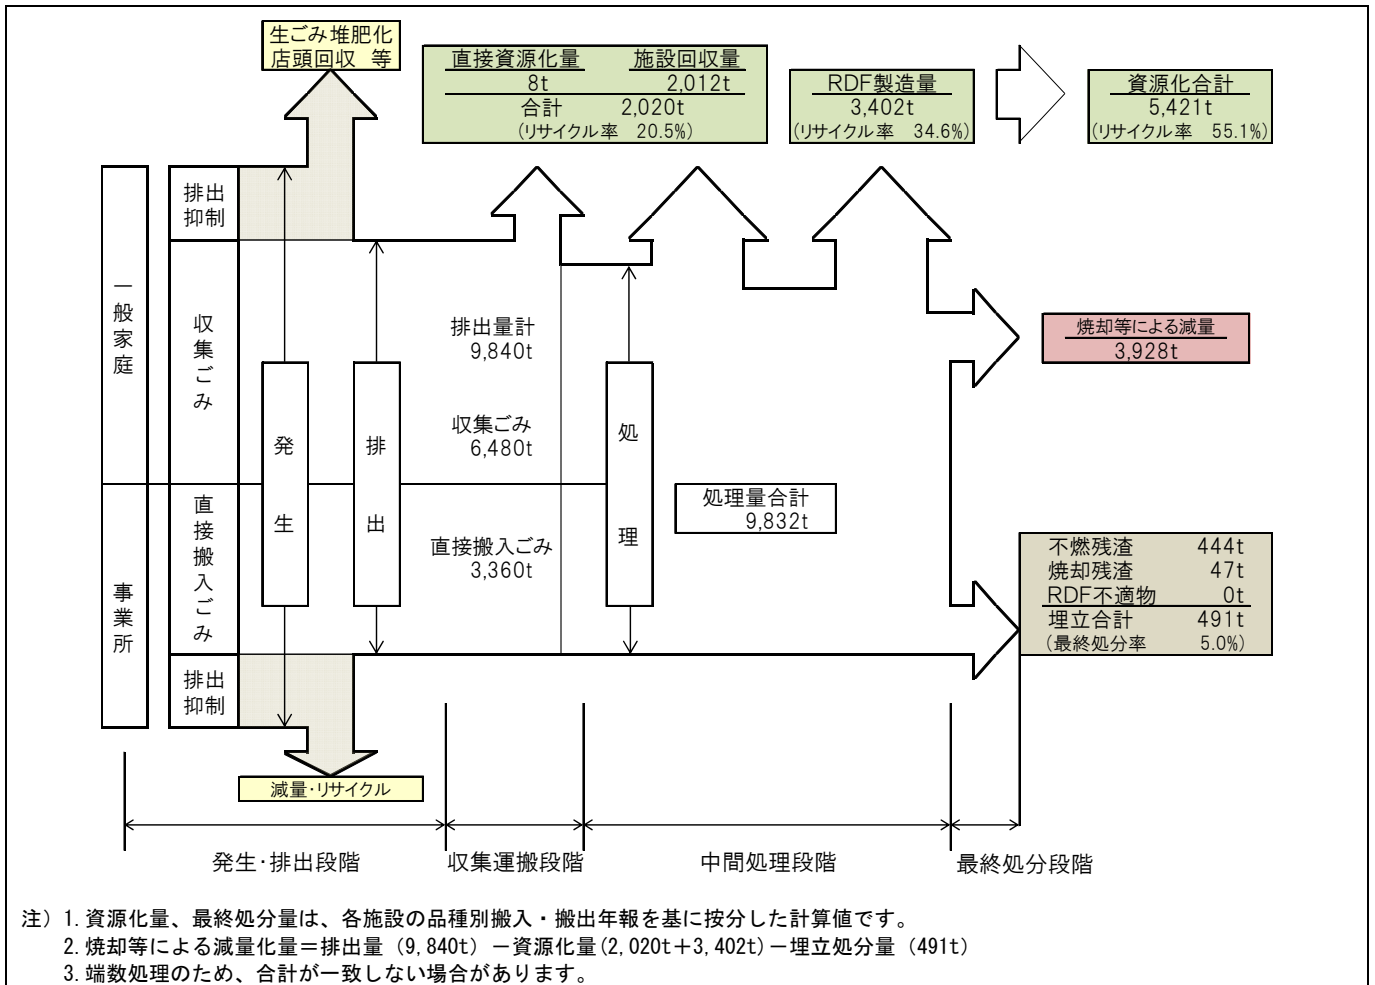 生ごみ堆肥化
店頭回収 等
直接資源化量 施設回収量
8t 2,012t
合計 2,020t
(リサイクル率 20.5%)
RDF製造量
3,402t
(リサイクル率 34.6%)
資源化合計
5,421t
(リサイクル率 55.1%)
一般家庭
事業所
排出
抑制
収集ごみ
直接搬入ごみ
排出
抑制
発生
排出
排出量計
9,840t
収集ごみ
6,480t
直接搬入ごみ
3,360t
処理
処理量合計
9,832t
焼却等による減量
3,928t
不燃残渣 444t
焼却残渣 47t
RDF不適物 0t
埋立合計 491t
(最終処分率 5.0%)
減量・リサイクル
発生・排出段階 収集運搬段階 中間処理段階 最終処分段階
注）1.資源化量、最終処分量は、各施設の品種別搬入・搬出年報を基に按分した計算値です。
2.焼却等による減量化量＝排出量（9,840t）－資源化量(2,020t＋3,402t)－埋立処分量（491t）
3.端数処理のため、合計が一致しない場合があります。